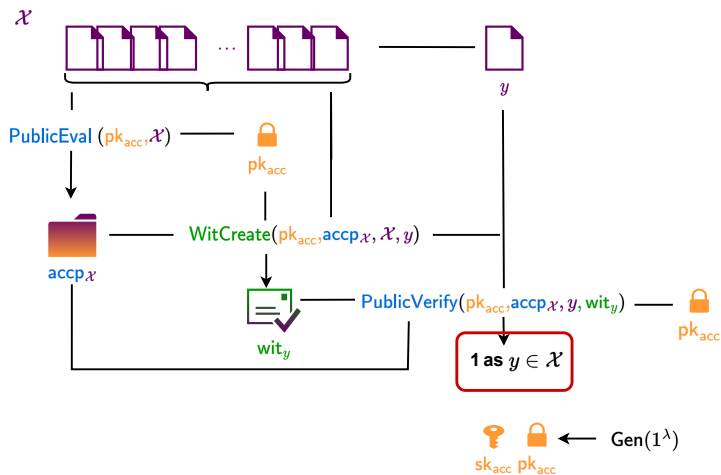 𝒳
...
y
PublicEval (pk_acc, 𝒳)
pk_acc
WitCreate(pk_acc, accp_𝒳, 𝒳, y)
accp_𝒳
PublicVerify(pk_acc, accp_𝒳, y, wit_y)
pk_acc
wit_y
1 as y ∈ 𝒳
Gen(1^λ)
sk_acc pk_acc